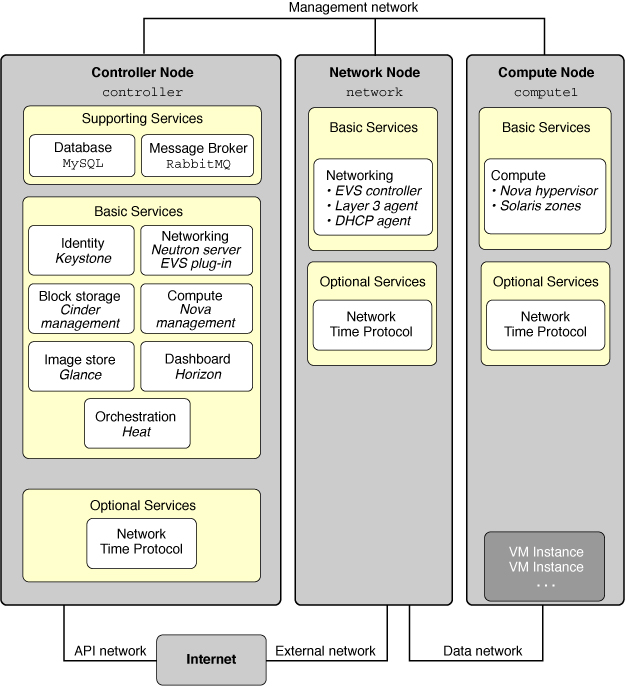 Management network
Controller Node
controller
Supporting Services
Database
MySQL
Message Broker
RabbitMQ
Basic Services
Identity
Keystone
Networking
Neutron server
EVS plug-in
Block storage
Cinder
management
Compute
Nova
management
Image store
Glance
Dashboard
Horizon
Orchestration
Heat
Optional Services
Network
Time Protocol
Network Node
network
Basic Services
Networking
• EVS controller
• Layer 3 agent
• DHCP agent
Optional Services
Network
Time Protocol
Compute Node
compute1
Basic Services
Compute
• Nova hypervisor
• Solaris zones
Optional Services
Network
Time Protocol
VM Instance
VM Instance
. . .
API network
Internet
External network
Data network